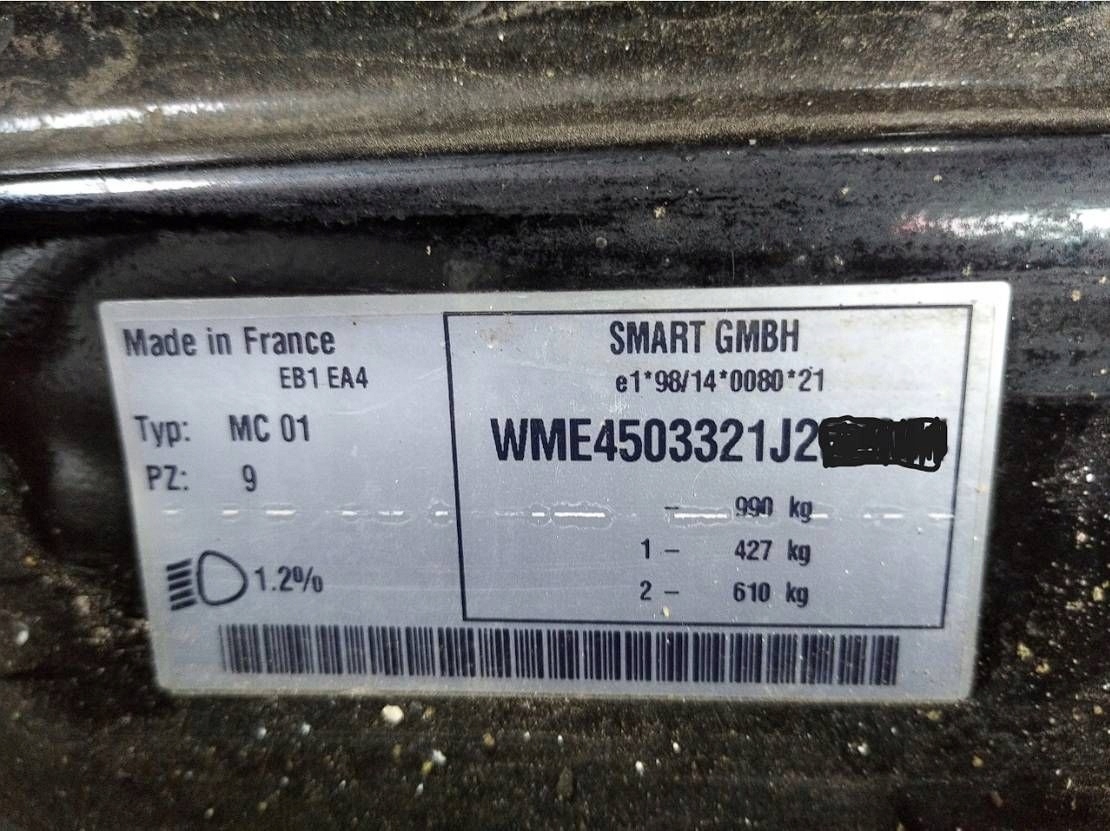 Made in France
EB1 EA4
Typ: MC 01
PZ: 9
1.2%
SMART GMBH
e1*98/14*0080*21
WME4503321J2
- 990 kg
1 - 427 kg
2 - 610 kg